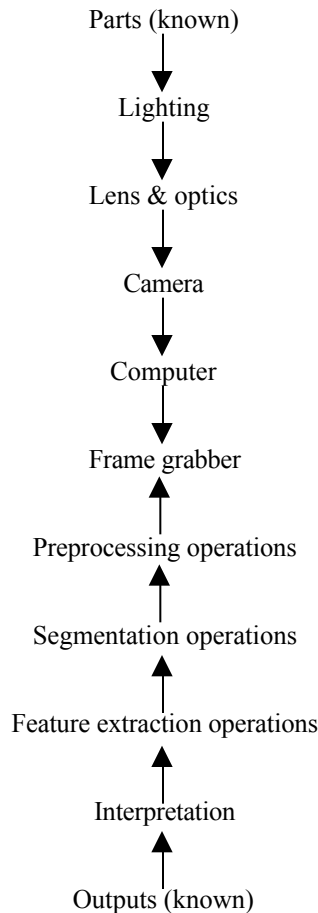 Parts (known)
Lighting
Lens & optics
Camera
Computer
Frame grabber
Preprocessing operations
Segmentation operations
Feature extraction operations
Interpretation
Outputs (known)